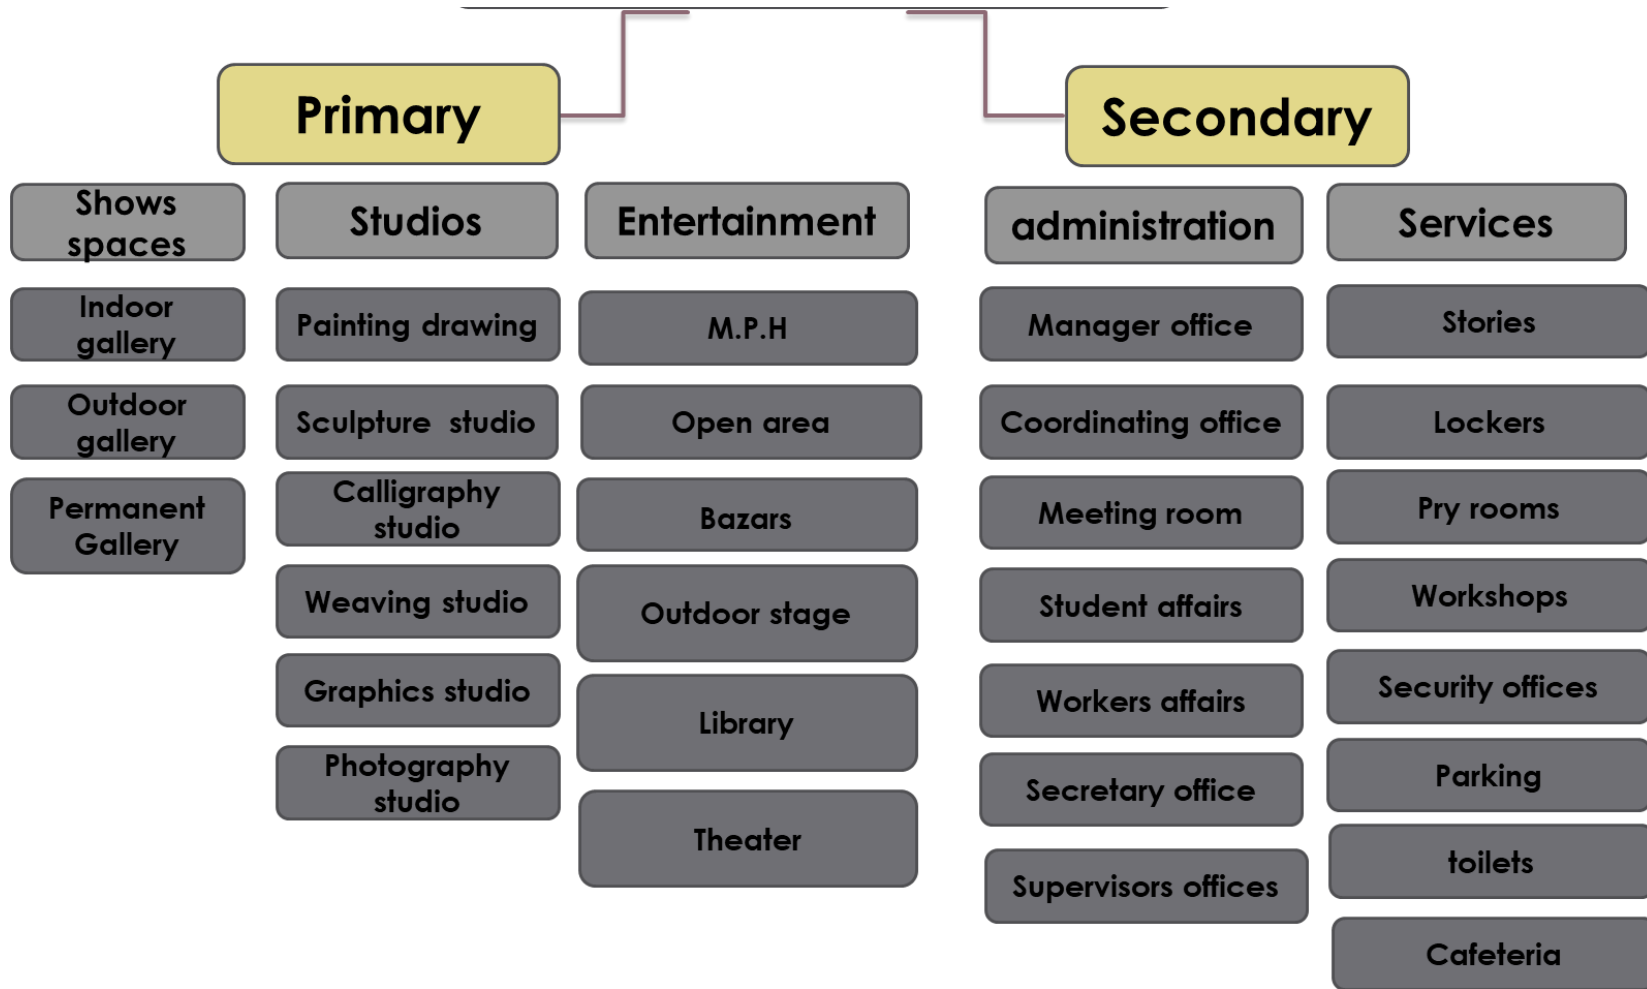 Primary
Secondary
Shows
spaces
Studios
Entertainment
administration
Services
Indoor
gallery
Painting drawing
M.P.H
Manager office
Stories
Outdoor
gallery
Sculpture studio
Open area
Coordinating office
Lockers
Permanent
Gallery
Calligraphy
studio
Bazars
Meeting room
Pry rooms
Weaving studio
Outdoor stage
Student affairs
Workshops
Graphics studio
Library
Workers affairs
Security offices
Photography
studio
Theater
Secretary office
Parking
Supervisors offices
toilets
Cafeteria